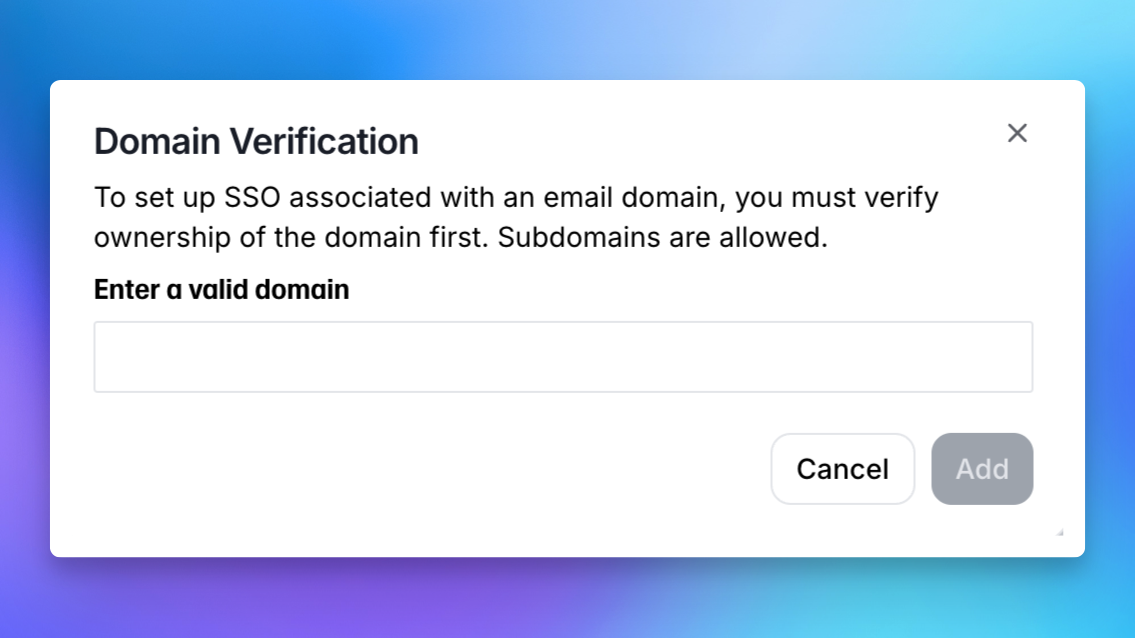 Domain Verification
To set up SSO associated with an email domain, you must verify
ownership of the domain first. Subdomains are allowed.
Enter a valid domain
Cancel
Add